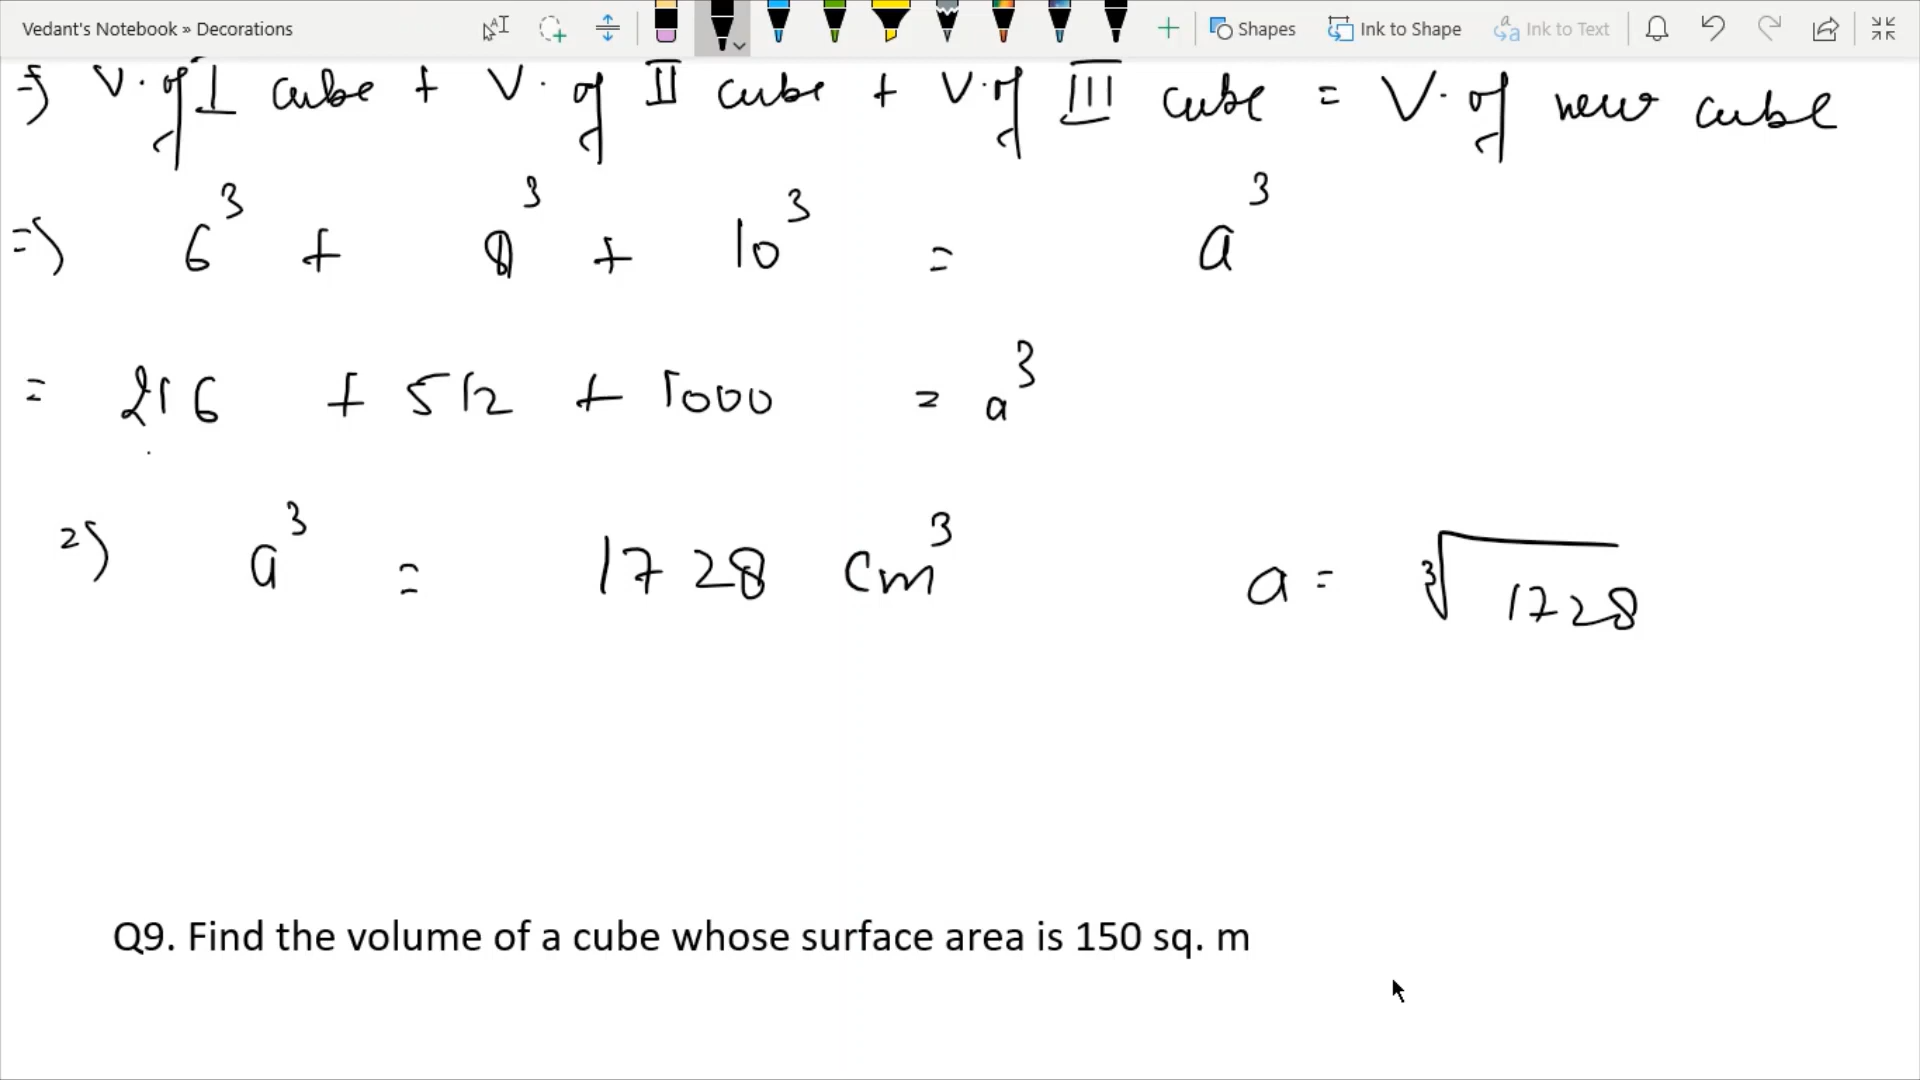 Vedant's Notebook » Decorations Shapes Ink to Shape Ink to Text
⇒ V. of I cube + V. of II cube + V. of III cube = V. of new cube
⇒ 6³ + 8³ + 10³ = a³
= 216 + 512 + 1000 = a³
⇒ a³ = 1728 cm³ a = ∛1728
Q9. Find the volume of a cube whose surface area is 150 sq. m